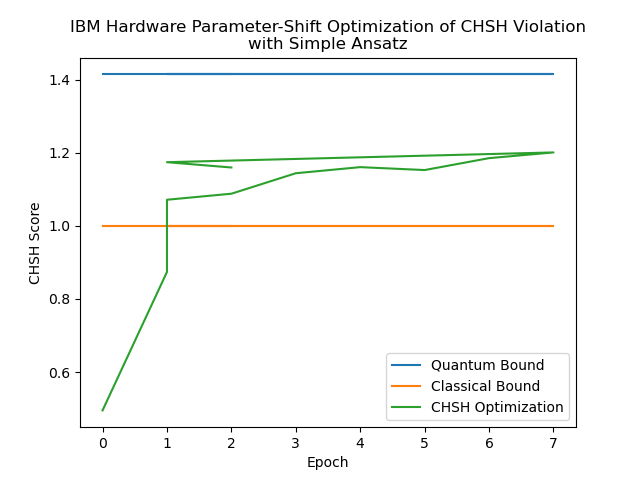 IBM Hardware Parameter-Shift Optimization of CHSH Violation
with Simple Ansatz
CHSH Score
1.4
1.2
1.0
0.8
0.6
Quantum Bound
Classical Bound
CHSH Optimization
0 1 2 3 4 5 6 7
Epoch